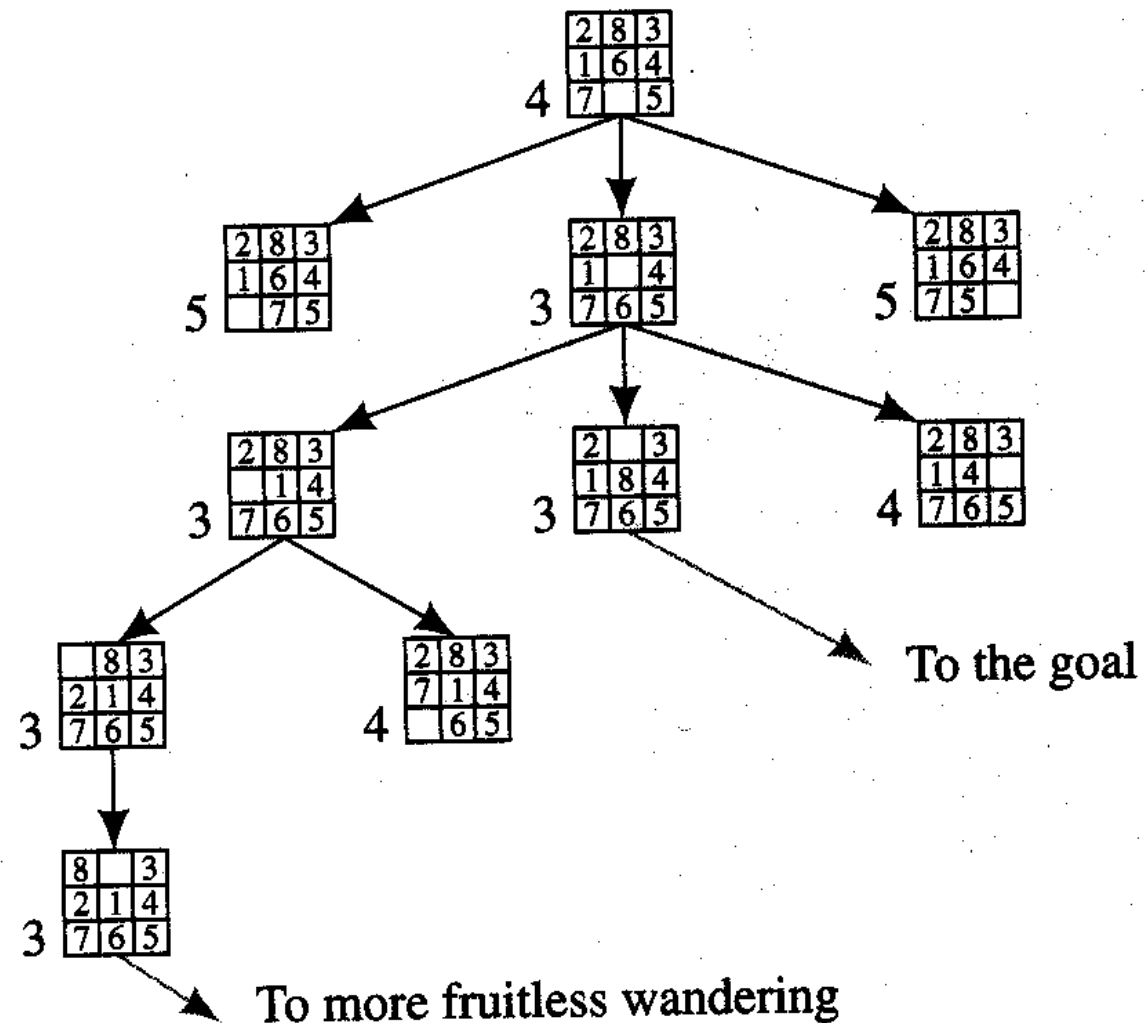 2 8 3
1 6 4
4 7 5
2 8 3 2 8 3 2 8 3
1 6 4 1 4 1 6 4
5 7 5 3 7 6 5 5 7 5
2 8 3 2 3 2 8 3
1 4 1 8 4 1 4
3 7 6 5 3 7 6 5 4 7 6 5
8 3 2 8 3 To the goal
2 1 4 7 1 4
3 7 6 5 4 6 5
8 3
2 1 4
3 7 6 5
To more fruitless wandering